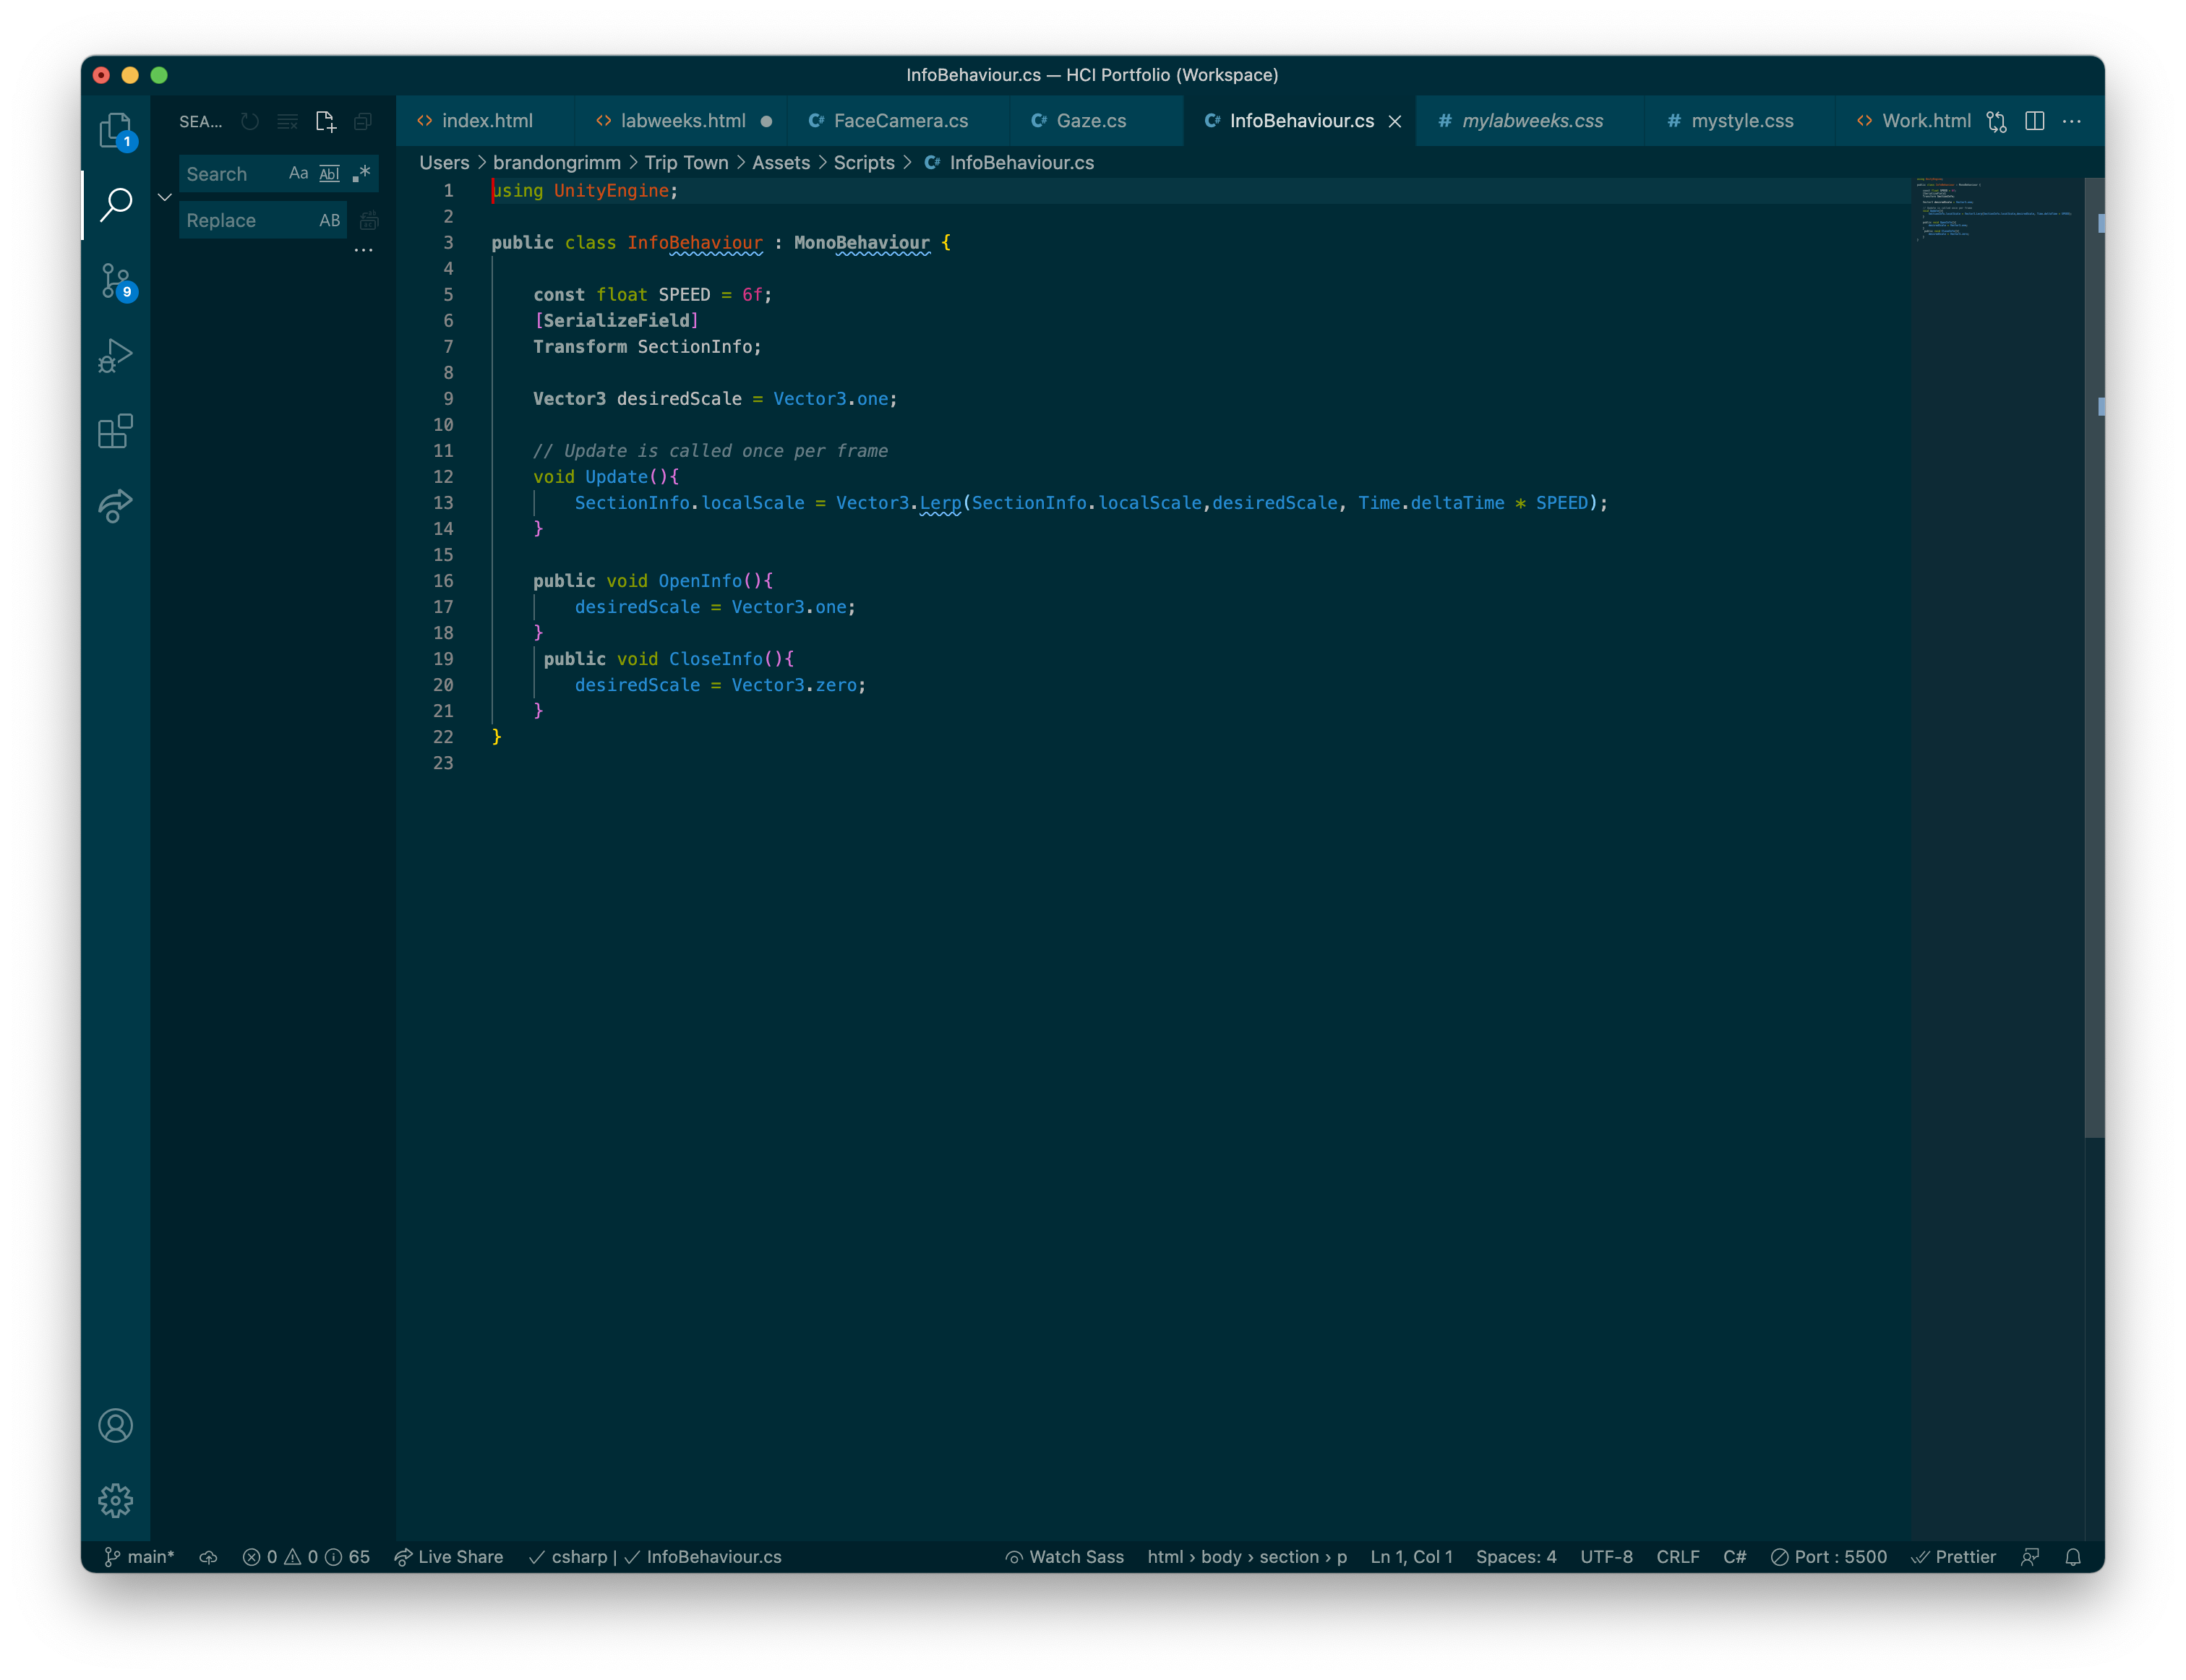 InfoBehaviour.cs — HCI Portfolio (Workspace)
SEA...
index.html
labweeks.html
FaceCamera.cs
Gaze.cs
InfoBehaviour.cs
mylabweeks.css
mystyle.css
Work.html
1
Search
Aa
Abl
.*
Replace
AB
9
Users > brandongrimm > Trip Town > Assets > Scripts > InfoBehaviour.cs
1 using UnityEngine;
2
3 public class InfoBehaviour : MonoBehaviour {
4
5     const float SPEED = 6f;
6     [SerializeField]
7     Transform SectionInfo;
8
9     Vector3 desiredScale = Vector3.one;
10
11     // Update is called once per frame
12     void Update(){
13         SectionInfo.localScale = Vector3.Lerp(SectionInfo.localScale,desiredScale, Time.deltaTime * SPEED);
14     }
15
16     public void OpenInfo(){
17         desiredScale = Vector3.one;
18     }
19      public void CloseInfo(){
20         desiredScale = Vector3.zero;
21     }
22 }
23
main* 0 0 65 Live Share csharp | InfoBehaviour.cs Watch Sass html › body › section › p Ln 1, Col 1 Spaces: 4 UTF-8 CRLF C# Port : 5500 Prettier